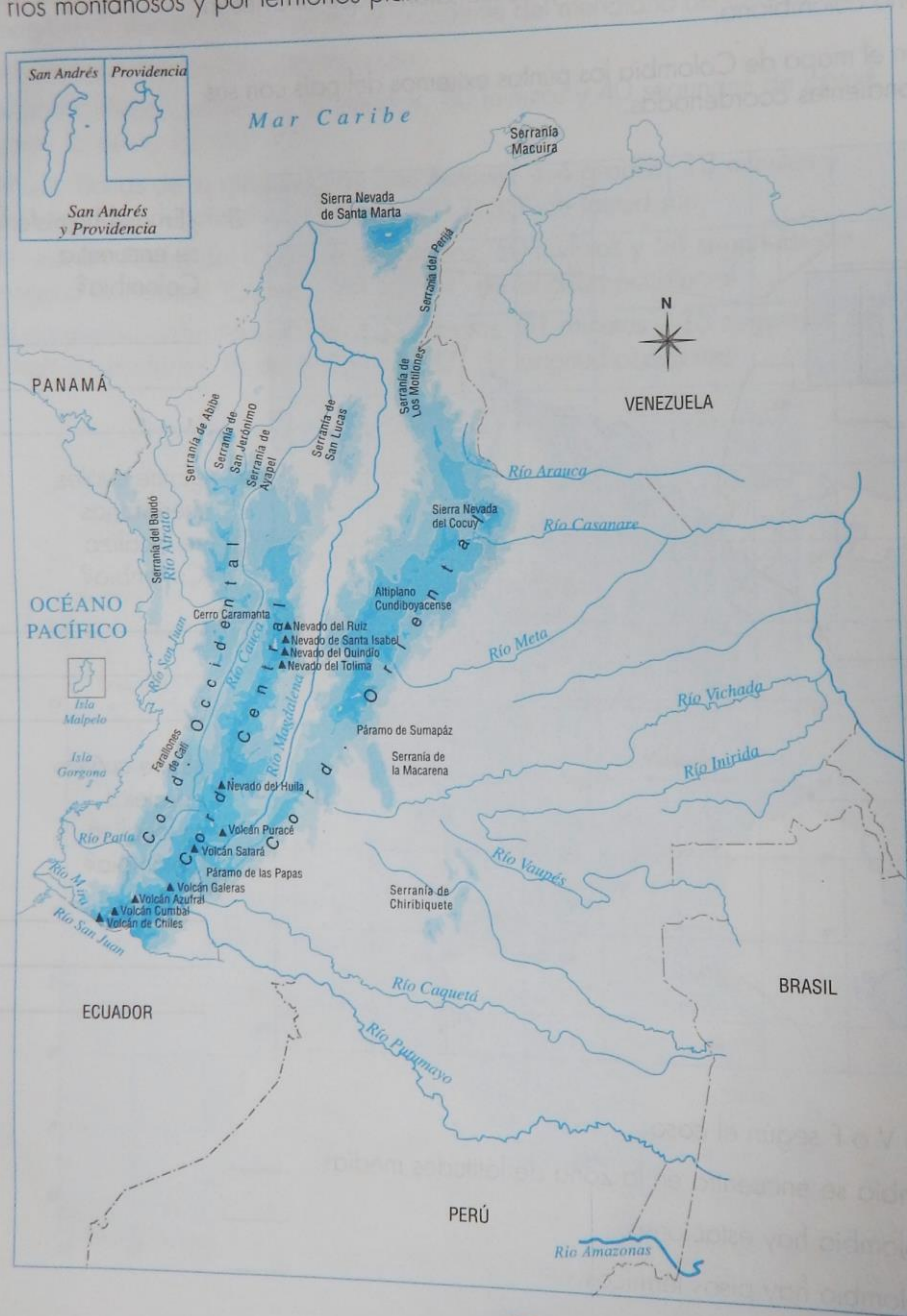 rios montañosos y por
San Andrés
Providencia
San Andrés
y Providencia
Mar Caribe
Serranía
Macuira
Sierra Nevada
de Santa Marta
Serranía del Perijá
N
PANAMÁ
VENEZUELA
Serranía de
Los Motilones
Serranía de Abibe
Serranía de
San Jerónimo
Serranía de
Ayapel
Serranía de
San Lucas
Río Arauca
Serranía del Baudó
Río Atrato
Sierra Nevada
del Cocuy
Río Casanare
OCÉANO
PACÍFICO
Altiplano
Cundiboyacense
Cerro Caramanta
Nevado del Ruiz
Nevado de Santa Isabel
Nevado del Quindío
Nevado del Tolima
Río San Juan
Río Cauca
Río Magdalena
Río Meta
Isla
Malpelo
Río Vichada
Farallones
de Cali
Páramo de Sumapáz
Isla
Gorgona
Serranía de
la Macarena
Río Inirida
Cord. Occidental
Cord. Central
Cord. Oriental
Nevado del Huila
Río Patía
Volcán Puracé
Volcán Sotará
Río Vaupés
Río Mira
Páramo de las Papas
Volcán Galeras
Volcán Azufral
Volcán Cumbal
Volcán de Chiles
Serranía de
Chiribiquete
Río San Juan
ECUADOR
Río Caquetá
BRASIL
Río Putumayo
PERÚ
Río Amazonas